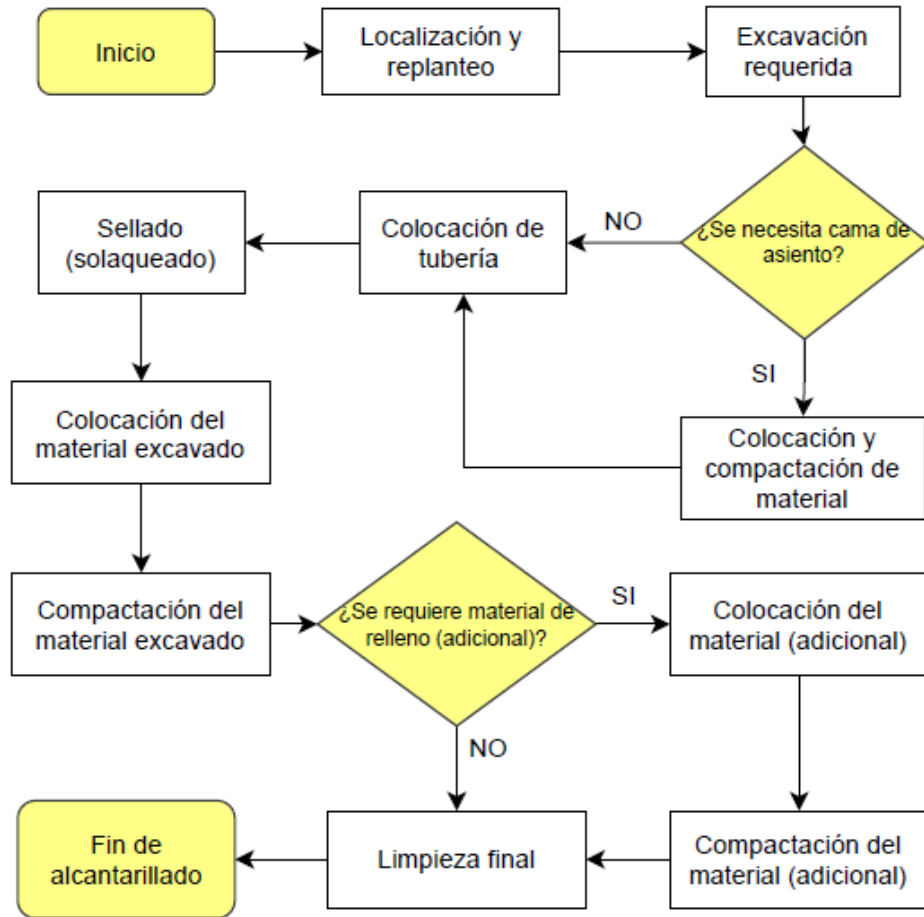 Inicio
Localización y
replanteo
Excavación
requerida
¿Se necesita cama de
asiento?
NO
SI
Colocación de
tubería
Colocación y
compactación de
material
Sellado
(solaqueado)
Colocación del
material excavado
Compactación del
material excavado
¿Se requiere material de
relleno (adicional)?
SI
NO
Colocación del
material (adicional)
Compactación del
material (adicional)
Limpieza final
Fin de
alcantarillado